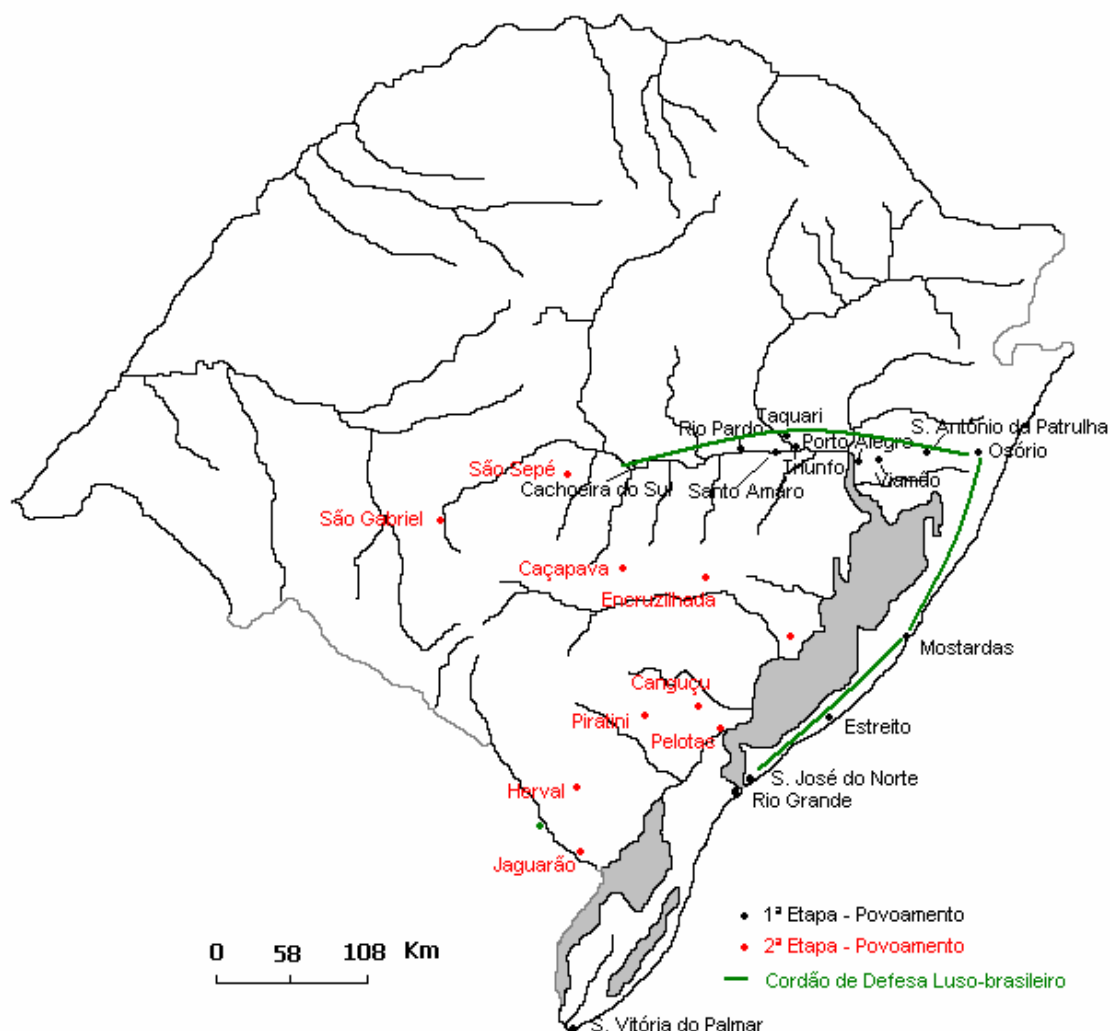 Taquari
Rio Pardo
S. Antônio da Patrulha
Porto Alegre
Osório
Triunfo
Viamão
São Sepé
Cachoeira do Sul
Santo Amaro
São Gabriel
Caçapava
Encruzilhada
Mostardas
Canguçu
Piratini
Estreito
Pelotas
S. José do Norte
Herval
Rio Grande
Jaguarão
1ª Etapa - Povoamento
0 58 108 Km
2ª Etapa - Povoamento
Cordão de Defesa Luso-brasileiro
S. Vitória do Palmar